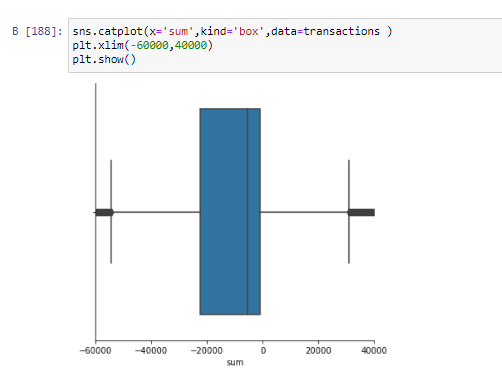 В [188]: sns.catplot(x='sum',kind='box',data=transactions )
plt.xlim(-60000,40000)
plt.show()
−60000 −40000 −20000 0 20000 40000
sum